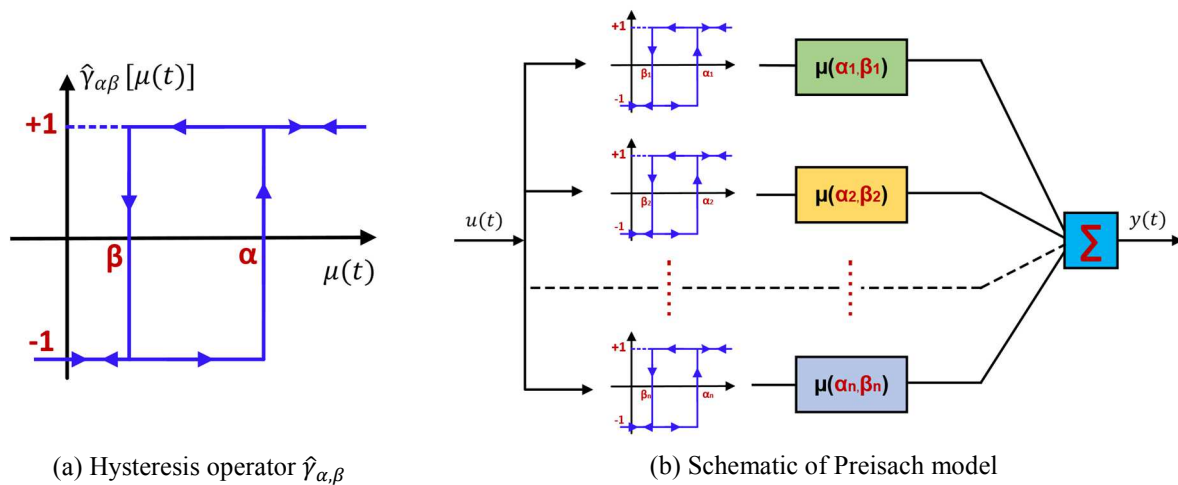 γ̂αβ [μ(t)]
+1
β
α
μ(t)
-1
(a) Hysteresis operator γ̂α,β
u(t)
+1
β1
α1
-1
μ(α1,β1)
+1
β2
α2
-1
μ(α2,β2)
+1
βn
αn
-1
μ(αn,βn)
Σ
y(t)
(b) Schematic of Preisach model